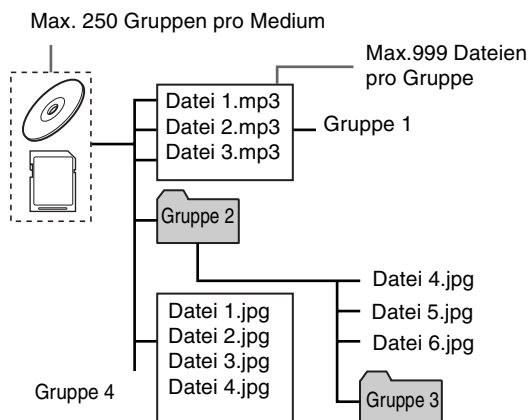 Max. 250 Gruppen pro Medium
Max.999 Dateien
pro Gruppe
Datei 1.mp3
Datei 2.mp3
Datei 3.mp3
Gruppe 1
Gruppe 2
Datei 4.jpg
Datei 5.jpg
Datei 6.jpg
Gruppe 3
Datei 1.jpg
Datei 2.jpg
Datei 3.jpg
Datei 4.jpg
Gruppe 4